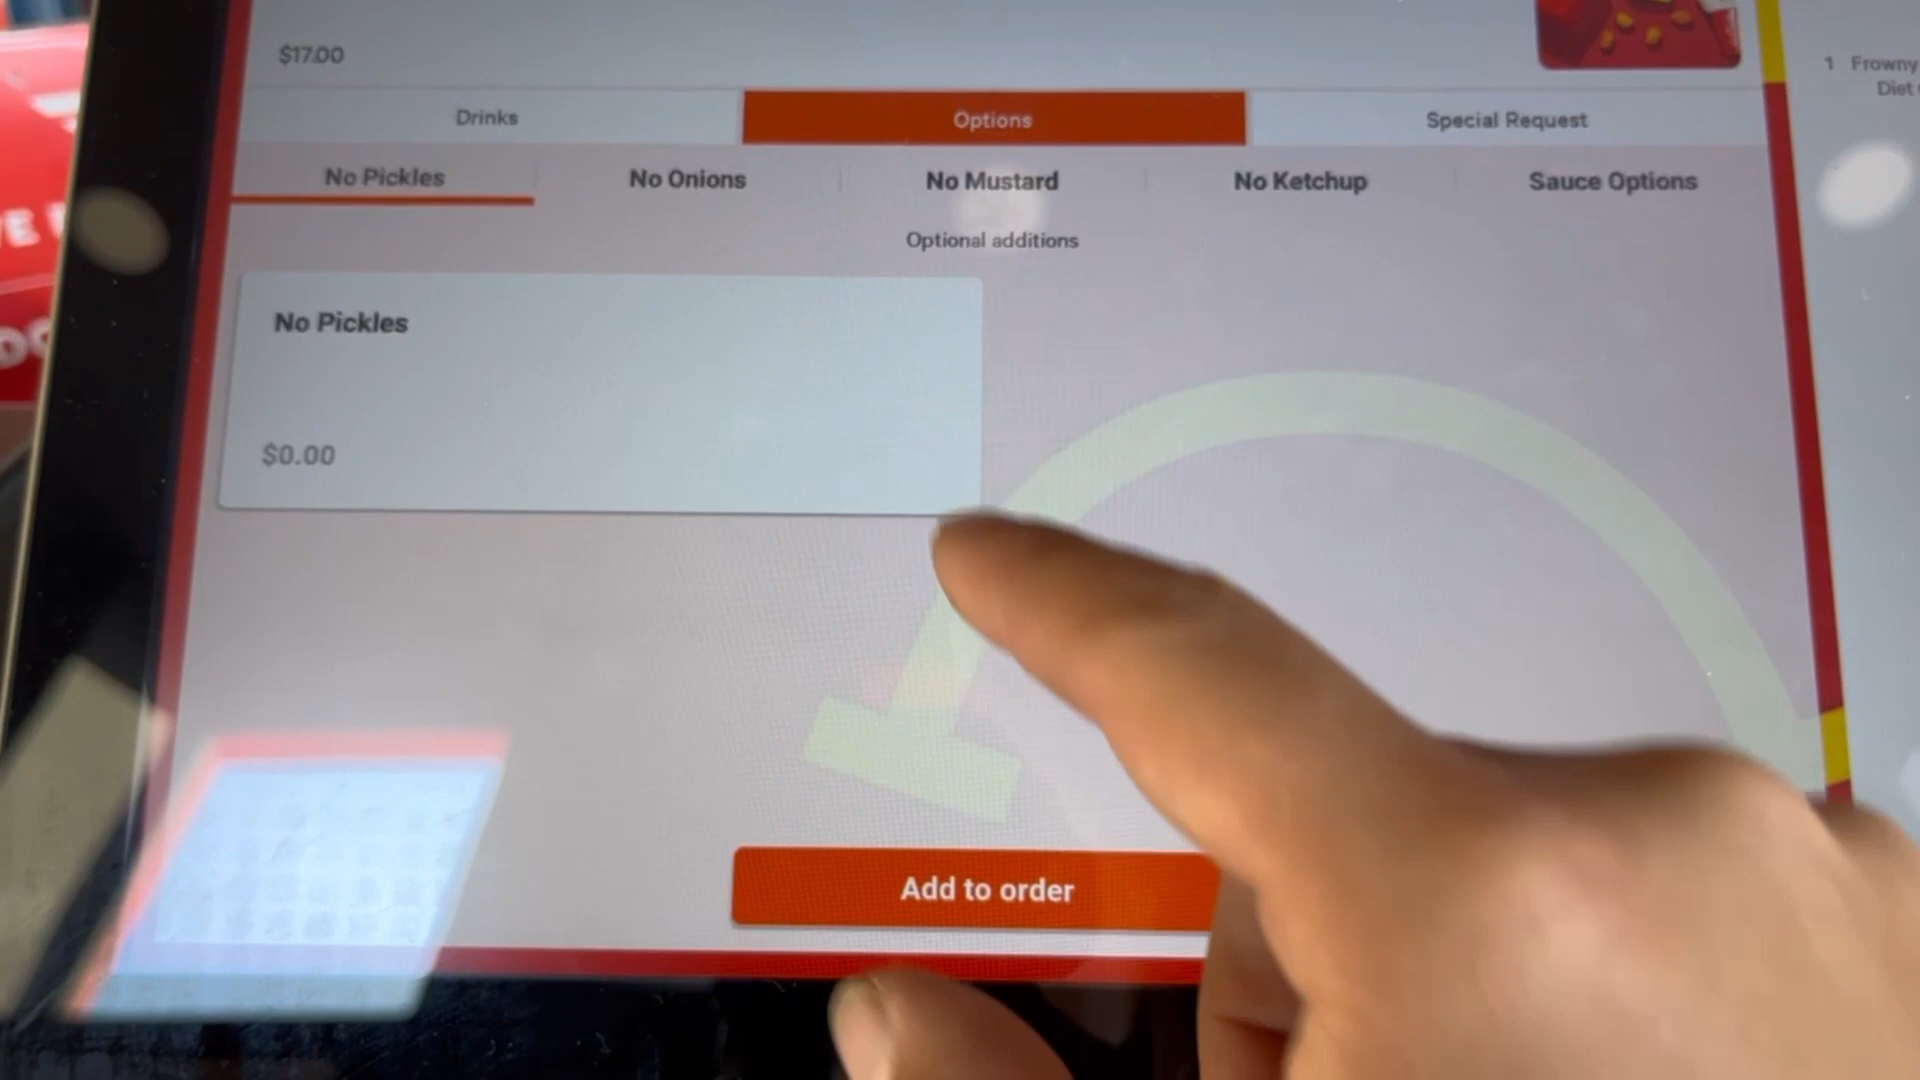 $17.00
1 Frowny
Diet
Drinks
Options
Special Request
No Pickles
No Onions
No Mustard
No Ketchup
Sauce Options
Optional additions
No Pickles
$0.00
Add to order